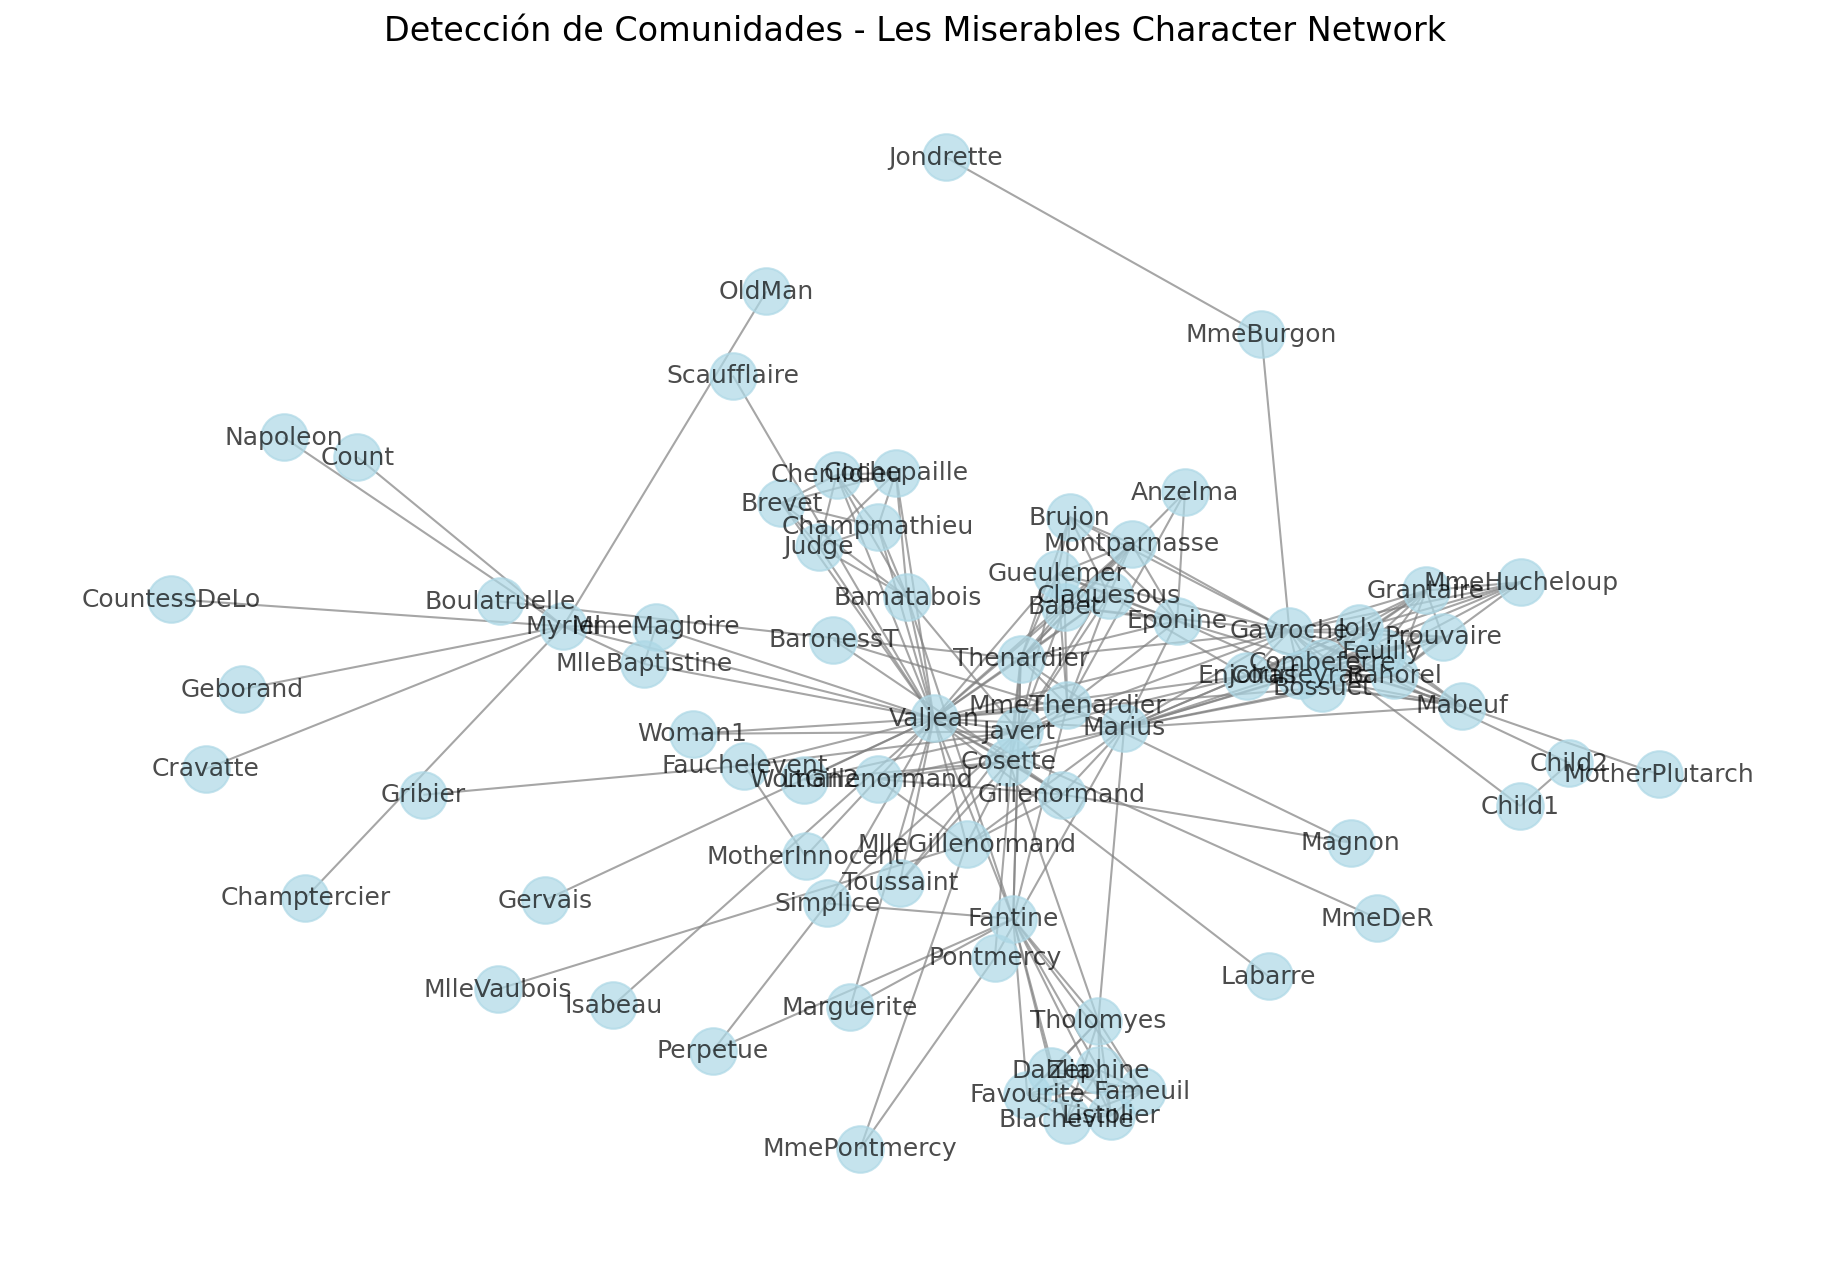 Detección de Comunidades - Les Miserables Character Network
Jondrette
OldMan
MmeBurgon
Scaufflaire
Napoleon
Count
Chenildieu
Cochepaille
Anzelma
Brevet
Brujon
Champmathieu
Judge
Montparnasse
Gueulemer
MmeHucheloup
Grantaire
CountessDeLo
Boulatruelle
Bamatabois
Claquesous
Babet
Eponine
Myriel
MmeMagloire
BaronessT
Gavroche
Joly
Prouvaire
Feuilly
MlleBaptistine
Thenardier
Combeferre
Geborand
Enjolras
Courfeyrac
Bahorel
Bossuet
MmeThenardier
Mabeuf
Valjean
Woman1
Javert
Marius
Cravatte
Fauchelevent
Cosette
Child2
MotherPlutarch
Woman2
LtGillenormand
Gribier
Gillenormand
Child1
MlleGillenormand
Magnon
MotherInnocent
Toussaint
Champtercier
Gervais
Simplice
Fantine
MmeDeR
Pontmercy
Labarre
MlleVaubois
Isabeau
Marguerite
Tholomyes
Perpetue
Dahlia
Zephine
Favourite
Fameuil
Blacheville
Listolier
MmePontmercy